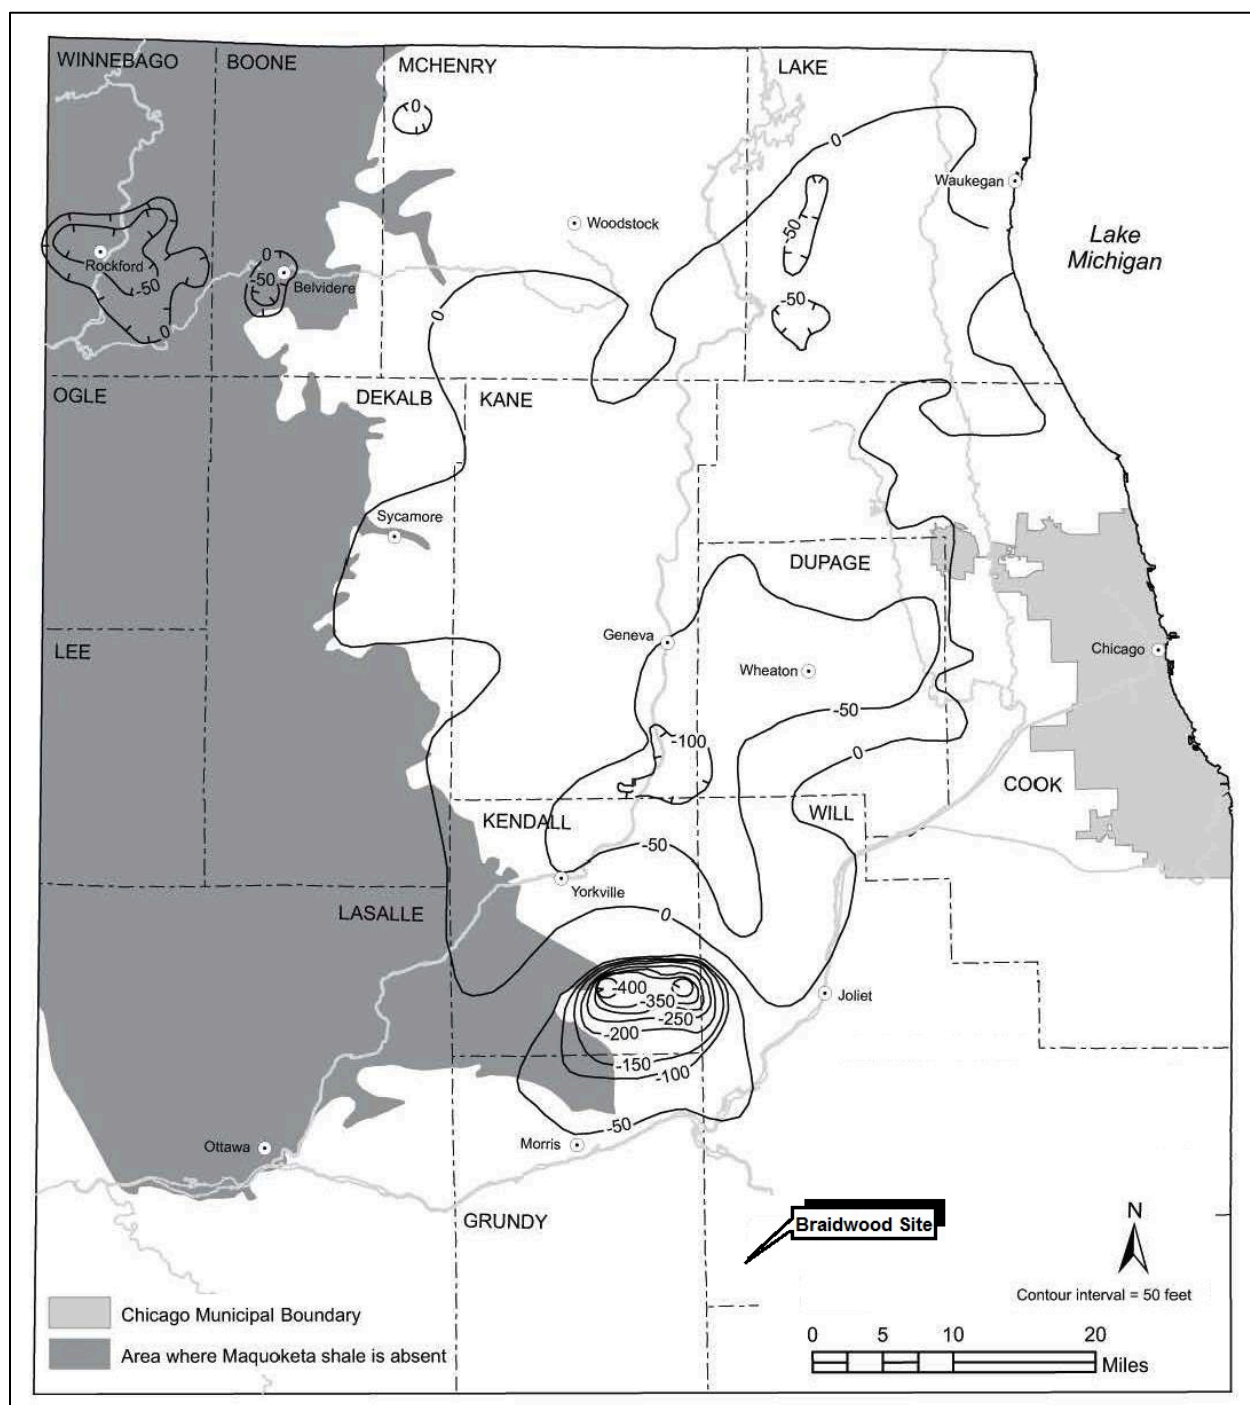 WINNEBAGO
BOONE
MCHENRY
LAKE
0
0
Waukegan
Woodstock
Lake
Michigan
-50
Rockford
-50
0
0
-50
Belvidere
-50
0
OGLE
DEKALB
KANE
Sycamore
DUPAGE
Geneva
Wheaton
Chicago
LEE
-50
-100
0
COOK
KENDALL
WILL
-50
Yorkville
LASALLE
0
-400
-350
-250
-200
-150
-100
Joliet
-50
Ottawa
Morris
GRUNDY
Braidwood Site
N
Contour interval = 50 feet
Chicago Municipal Boundary
Area where Maquoketa shale is absent
0 5 10 20
Miles